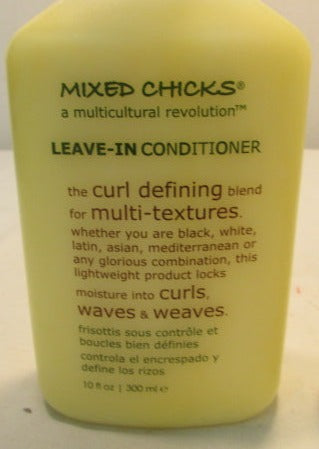 MIXED CHICKS®
a multicultural revolution™
LEAVE-IN CONDITIONER
the curl defining blend
for multi-textures.
whether you are black, white,
latin, asian, mediterranean or
any glorious combination, this
lightweight product locks
moisture into curls,
waves & weaves.
frisottis sous contrôle et
boucles bien définies
controla el encrespado y
define los rizos
10 fl oz | 300 ml ℮